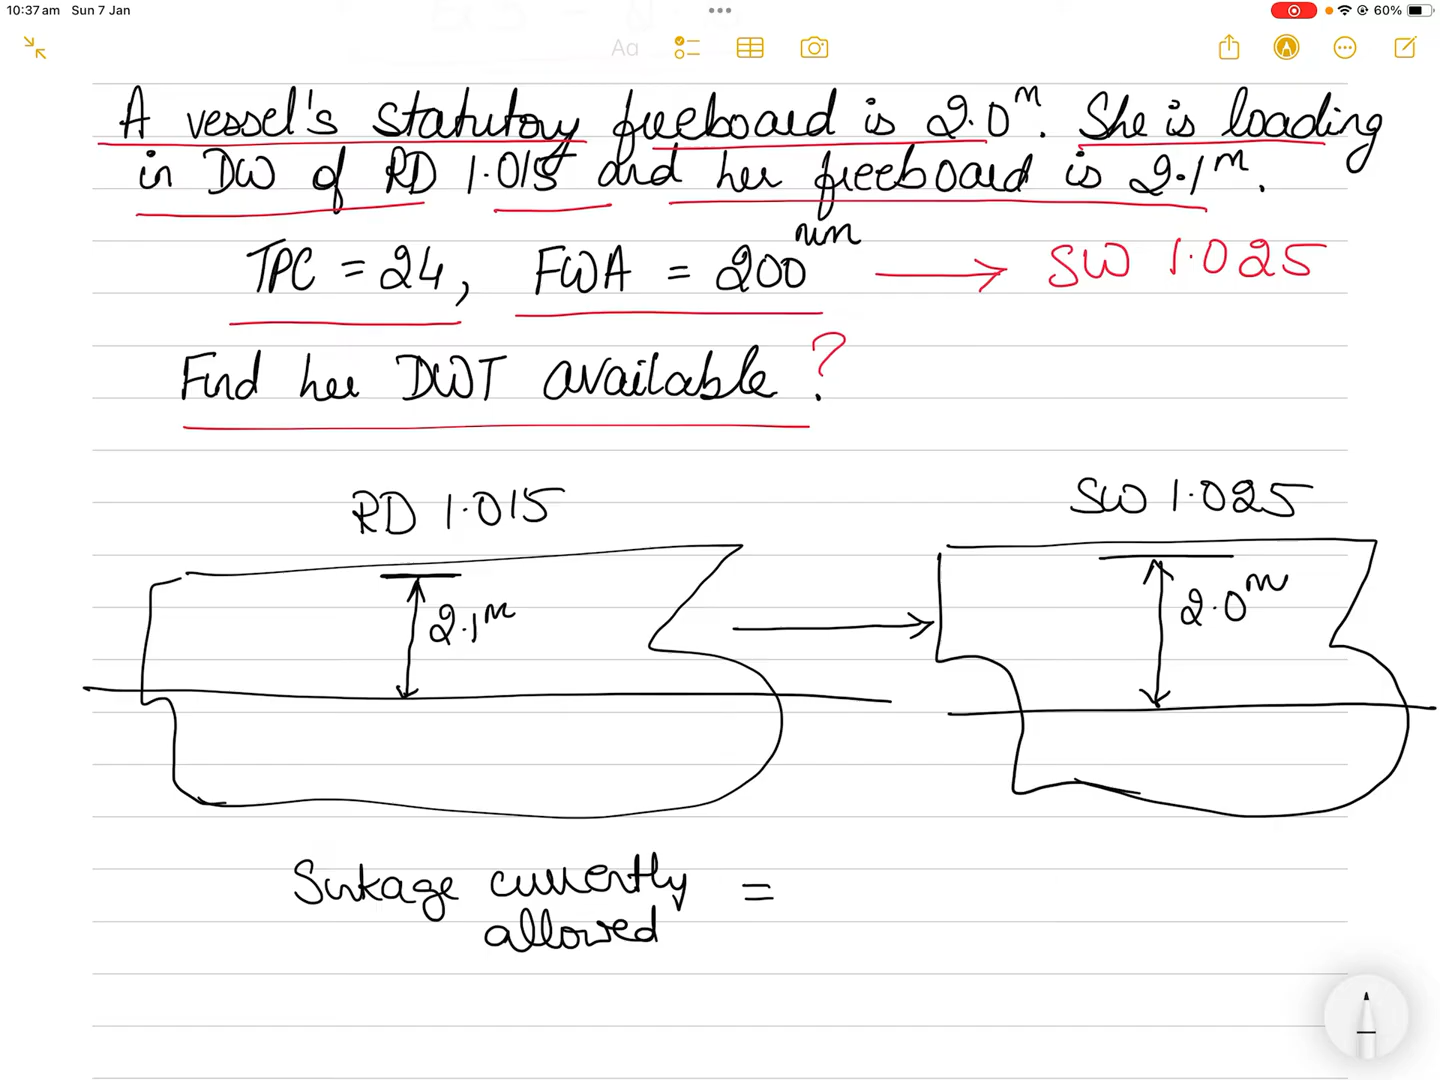 10:37 am Sun 7 Jan
60%
Aa
A vessel's statutory freeboard is 2.0m. She is loading
in DW of RD 1.015 and her freeboard is 2.1m.
TPC = 24, FWA = 200mm → SW 1.025
Find her DWT available ?
RD 1.015
SW 1.025
2.1m
2.0m
Sinkage currently =
allowed